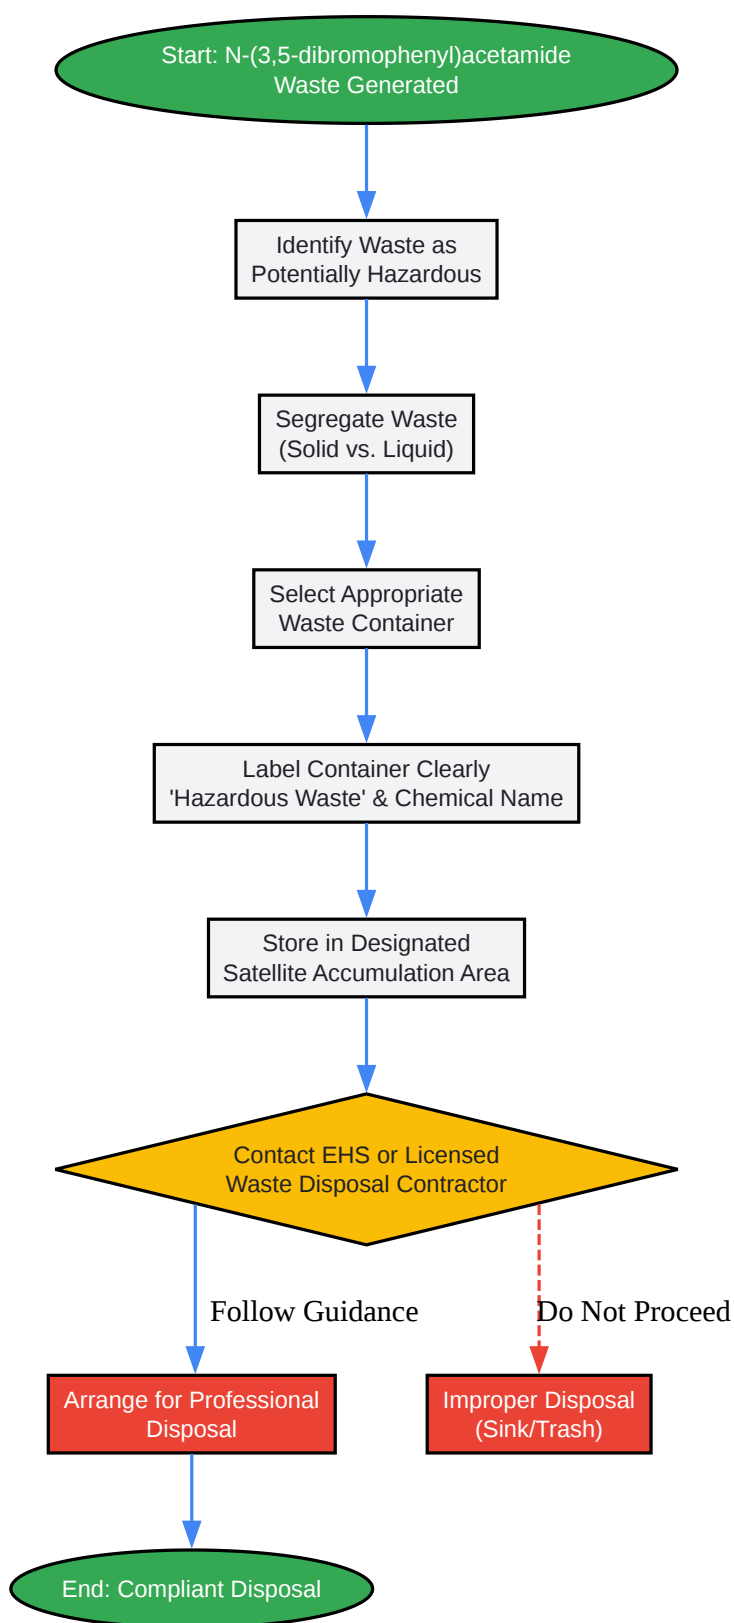 Start: N-(3,5-dibromophenyl)acetamide
Waste Generated
Identify Waste as
Potentially Hazardous
Segregate Waste
(Solid vs. Liquid)
Select Appropriate
Waste Container
Label Container Clearly
'Hazardous Waste' & Chemical Name
Store in Designated
Satellite Accumulation Area
Contact EHS or Licensed
Waste Disposal Contractor
Follow Guidance
Do Not Proceed
Arrange for Professional
Disposal
Improper Disposal
(Sink/Trash)
End: Compliant Disposal